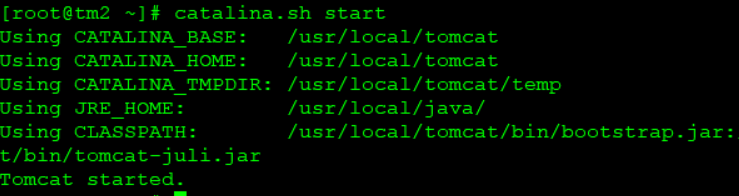 [root@tm2 ~]# catalina.sh start
Using CATALINA_BASE:   /usr/local/tomcat
Using CATALINA_HOME:   /usr/local/tomcat
Using CATALINA_TMPDIR: /usr/local/tomcat/temp
Using JRE_HOME:        /usr/local/java/
Using CLASSPATH:       /usr/local/tomcat/bin/bootstrap.jar:
t/bin/tomcat-juli.jar
Tomcat started.